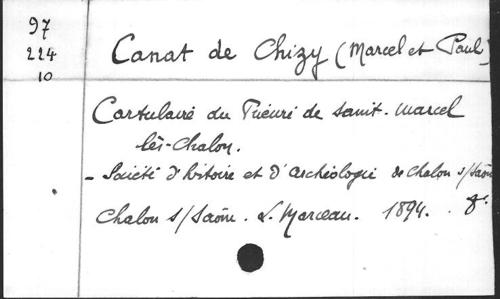 97
224
10
Canat de Chizy (Marcel et Paul)
Cartulaire du Prieuré de Saint-Marcel
lès-Chalon.
- Société d'histoire et d'archéologie de Chalon s/Saône
Chalon s/Saône. L. Marceau. 1894. 8°.